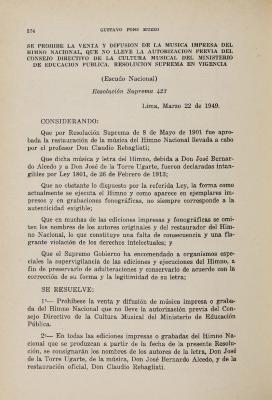 574 GUSTAVO PONS MUZZO
SE PROHIBE LA VENTA Y DIFUSION DE LA MUSICA IMPRESA DEL
HIMNO NACIONAL, QUE NO LLEVE LA AUTORIZACION PREVIA DEL
CONSEJO DIRECTIVO DE LA CULTURA MUSICAL DEL MINISTERIO
DE EDUCACION PUBLICA. RESOLUCION SUPREMA EN VIGENCIA
(Escudo Nacional)
Resolución Suprema 423
Lima, Marzo 22 de 1949.
CONSIDERANDO:
Que por Resolución Suprema de 8 de Mayo de 1901 fue apro-
bada la restauración de la música del Himno Nacional llevada a cabo
por el profesor Don Claudio Rebagliati;
Que dicha música y letra del Himno, debida a Don José Bernar-
do Alcedo y a Don José de la Torre Ugarte, fueron declaradas intan-
gibles por Ley 1801, de 26 de Febrero de 1913;
Que no obstante lo dispuesto por la referida Ley, la forma como
actualmente se ejecuta el Himno y como aparece en ejemplares im-
presos y en grabaciones fonográficas, no siempre corresponde a la
autenticidad exigible;
Que en muchas de las ediciones impresas y fonográficas se omi-
ten los nombres de los autores originales y del restaurador del Him-
no Nacional, lo que constituye una falta de consecuencia y una fla-
grante violación de los derechos intelectuales; y
Que el Supremo Gobierno ha encomendado a organismos espe-
ciales la supervigilancia de las ediciones y ejecuciones del Himno, a
fin de preservarlo de adulteraciones y conservarlo de acuerdo con la
corrección de su forma y la legitimidad de su letra;
SE RESUELVE:
1º— Prohíbese la venta y difusión de música impresa o graba-
da del Himno Nacional que no lleve la autorización previa del Con-
sejo Directivo de la Cultura Musical del Ministerio de Educación
Pública.
2º— En todas las ediciones impresas o grabadas del Himno Na-
cional que se produzcan a partir de la fecha de la presente Resolu-
ción, se consignarán los nombres de los autores de la letra, Don José
de la Torre Ugarte, de la música, Don José Bernardo Alcedo, y de la
restauración oficial, Don Claudio Rebagliati.